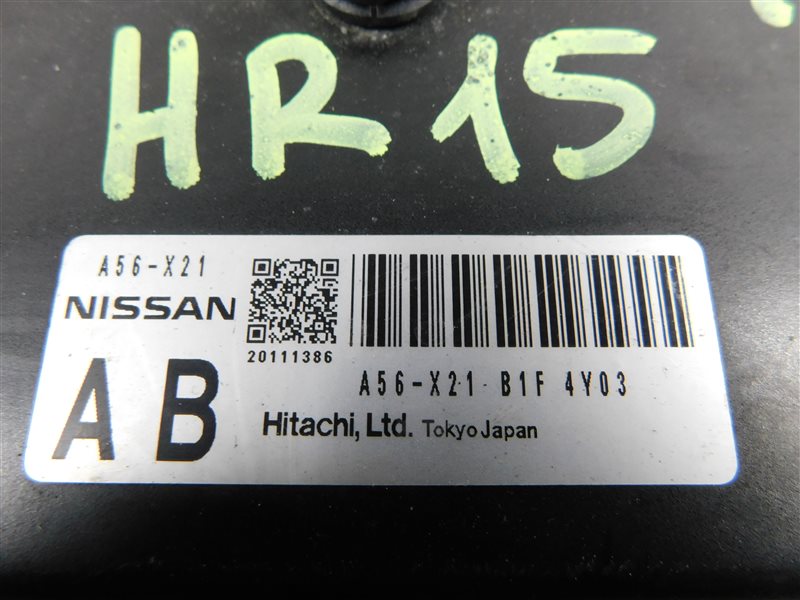 HR15
A56-X21
NISSAN
20111386
AB
A56-X21 B1F 4Y03
Hitachi, Ltd. Tokyo Japan